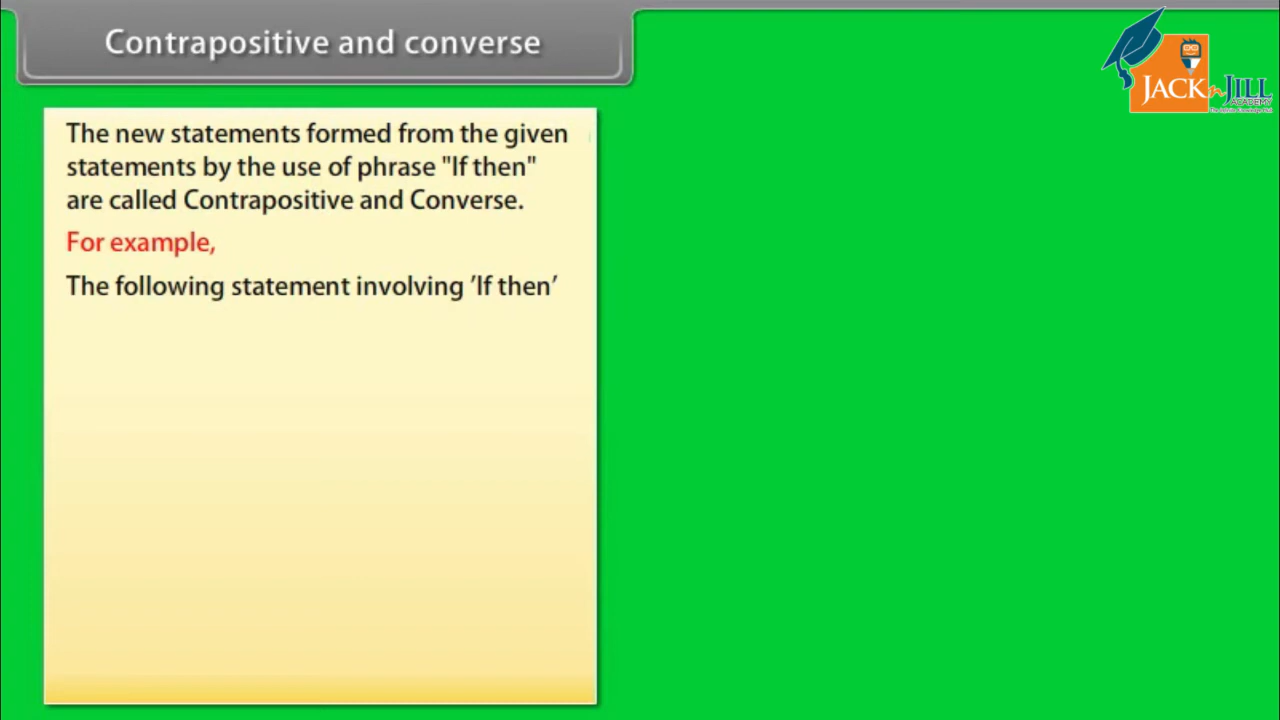 Contrapositive and converse
JACK n JILL
ACADEMY
The new statements formed from the given
statements by the use of phrase "If then"
are called Contrapositive and Converse.
For example,
The following statement involving ’If then’